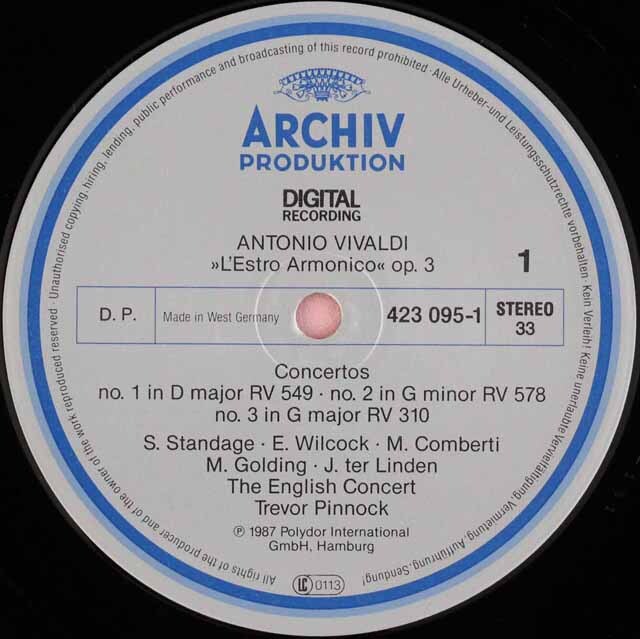 ARCHIV
PRODUKTION
DIGITAL
RECORDING
ANTONIO VIVALDI
»L'Estro Armonico« op. 3
1
D. P.
Made in West Germany
423 095-1
STEREO
33
Concertos
no. 1 in D major RV 549 · no. 2 in G minor RV 578
no. 3 in G major RV 310
S. Standage · E. Wilcock · M. Comberti
M. Golding · J. ter Linden
The English Concert
Trevor Pinnock
℗ 1987 Polydor International
GmbH, Hamburg
LC 0113
All rights of the producer and of the owner of the work reproduced reserved · Unauthorised copying, hiring, lending, public performance and broadcasting of this record prohibited · Alle Urheber- und Leistungsschutzrechte vorbehalten · Kein Verleih! Keine unerlaubte Vervielfältigung, Vermietung, Aufführung, Sendung!